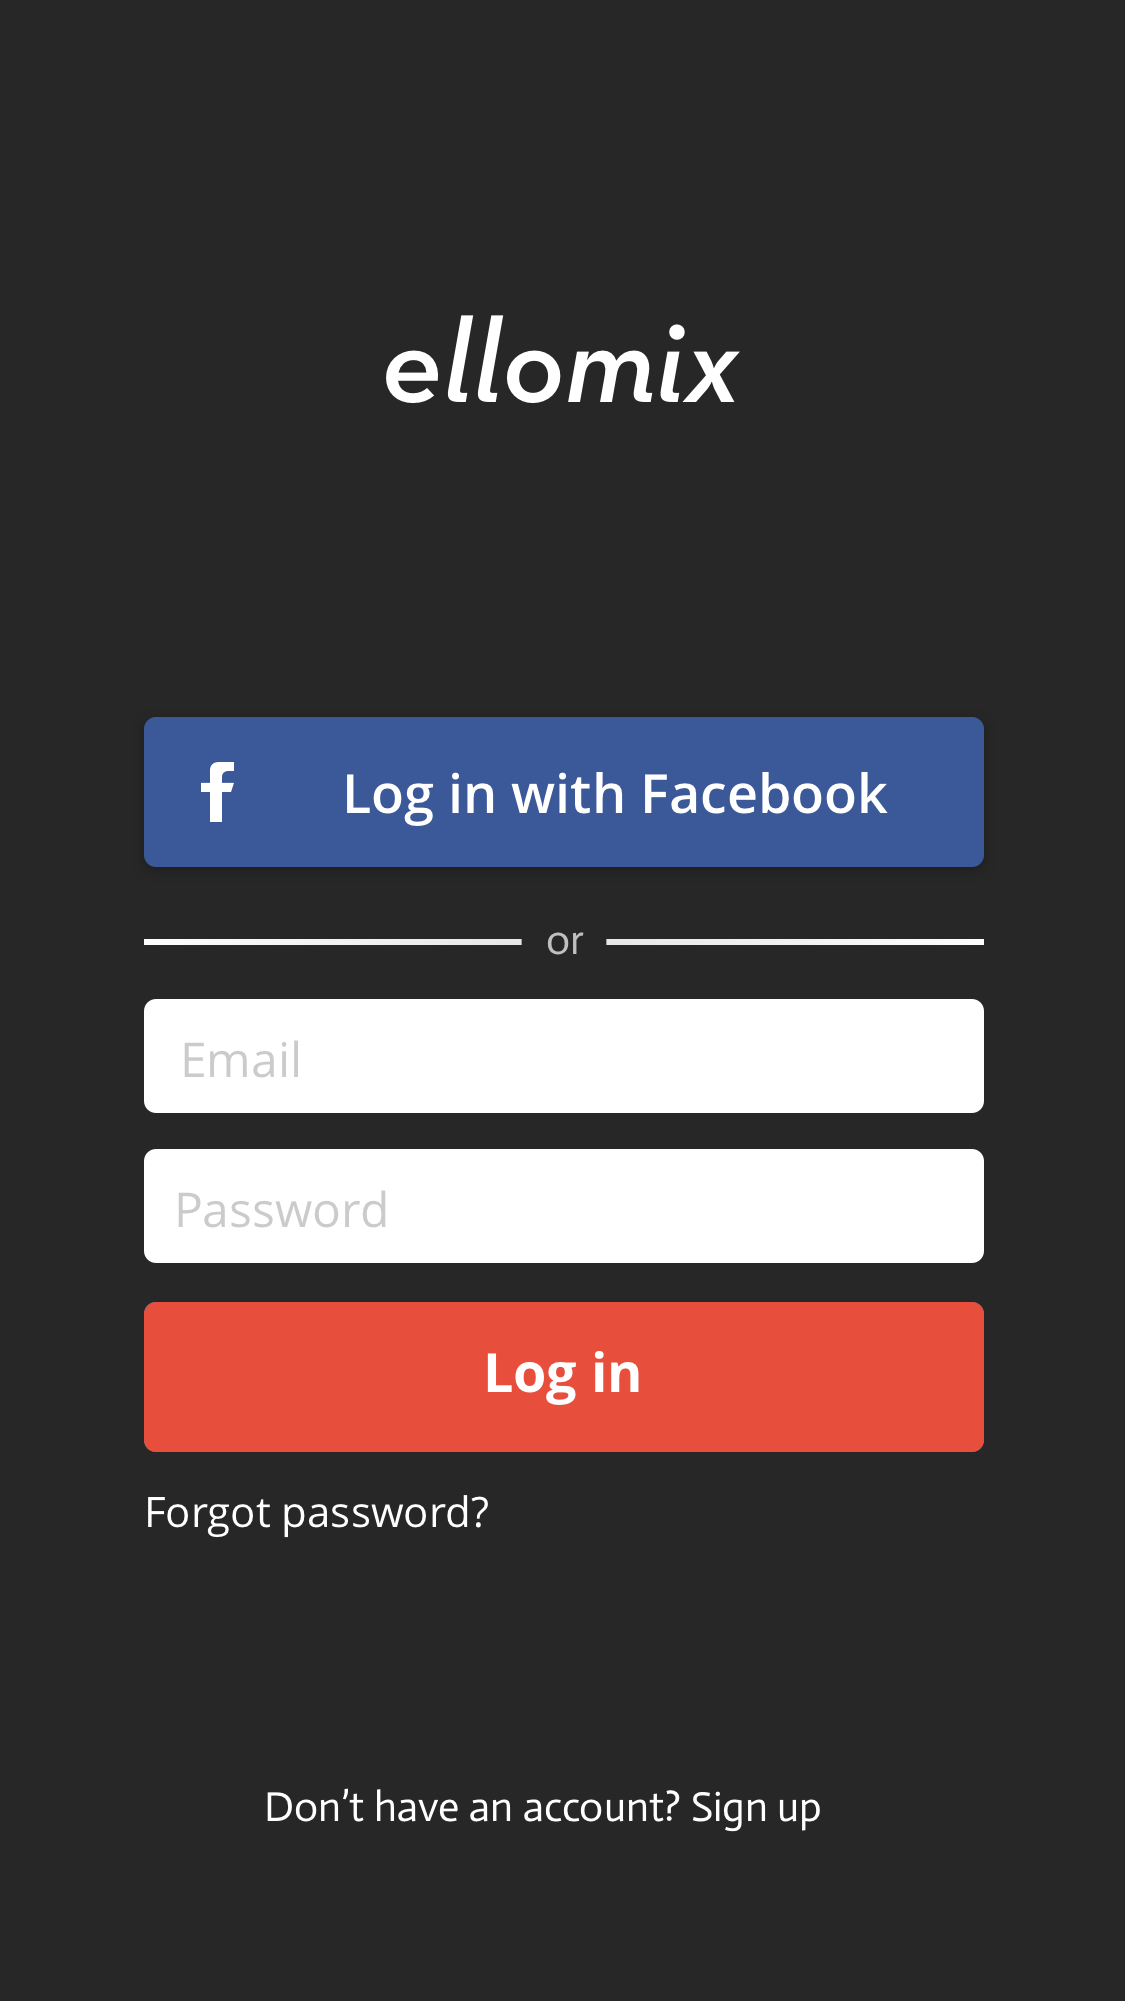 ellomix
f Log in with Facebook
or
Email
Password
Log in
Forgot password?
Don’t have an account? Sign up